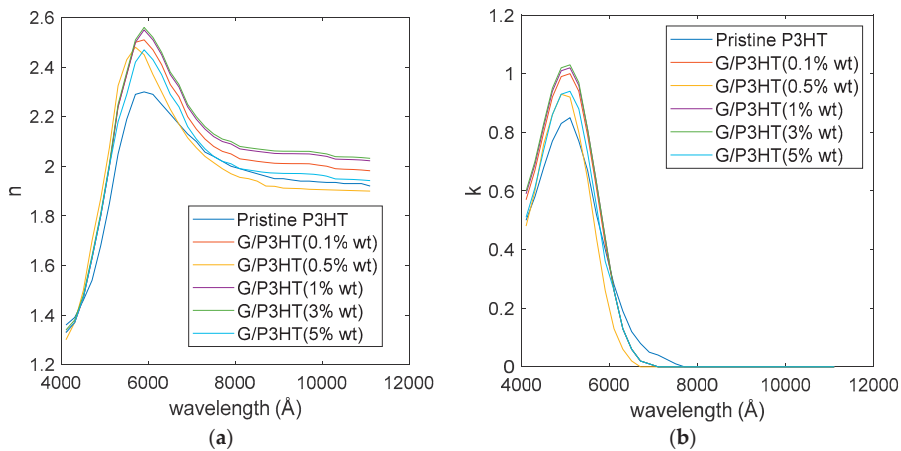 2.6
2.4
2.2
2
1.8
1.6
1.4
1.2
n
4000 6000 8000 10000 12000
wavelength (Å)
Pristine P3HT
G/P3HT(0.1% wt)
G/P3HT(0.5% wt)
G/P3HT(1% wt)
G/P3HT(3% wt)
G/P3HT(5% wt)
(a)
1.2
1
0.8
0.6
0.4
0.2
0
k
4000 6000 8000 10000 12000
wavelength (Å)
Pristine P3HT
G/P3HT(0.1% wt)
G/P3HT(0.5% wt)
G/P3HT(1% wt)
G/P3HT(3% wt)
G/P3HT(5% wt)
(b)